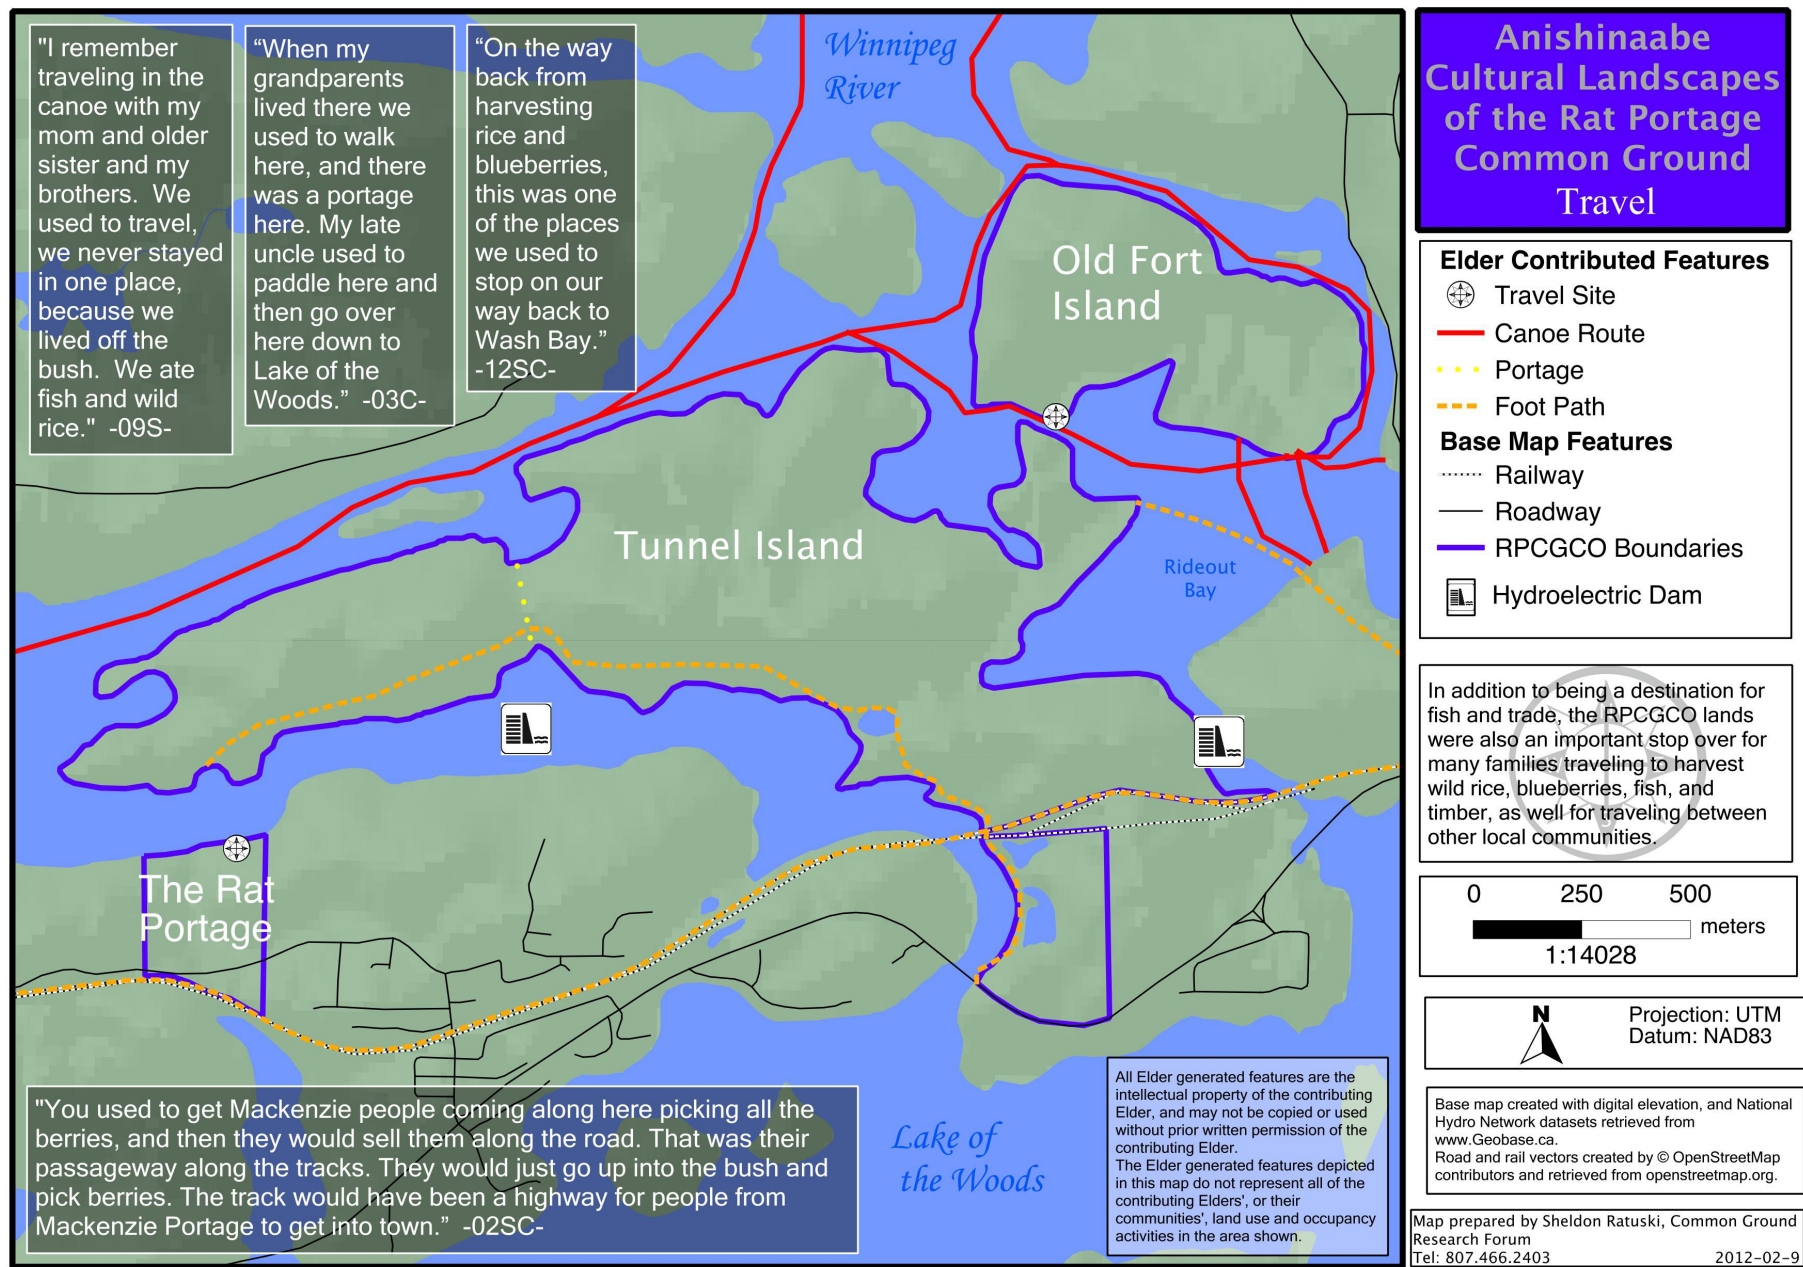 "I remember
traveling in the
canoe with my
mom and older
sister and my
brothers.  We
used to travel,
we never stayed
in one place,
because we
lived off the
bush.  We ate
fish and wild
rice."  -09S-
“When my
grandparents
lived there we
used to walk
here, and there
was a portage
here. My late
uncle used to
paddle here and
then go over
here down to
Lake of the
Woods.”  -03C-
“On the way
back from
harvesting
rice and
blueberries,
this was one
of the places
we used to
stop on our
way back to
Wash Bay.”
-12SC-
Winnipeg
River
Old Fort
Island
Tunnel Island
Rideout
Bay
The Rat
Portage
Lake of
the Woods
"You used to get Mackenzie people coming along here picking all the
berries, and then they would sell them along the road. That was their
passageway along the tracks. They would just go up into the bush and
pick berries. The track would have been a highway for people from
Mackenzie Portage to get into town.”  -02SC-
All Elder generated features are the
intellectual property of the contributing
Elder, and may not be copied or used
without prior written permission of the
contributing Elder.
The Elder generated features depicted
in this map do not represent all of the
contributing Elders', or their
communities', land use and occupancy
activities in the area shown.
Anishinaabe
Cultural Landscapes
of the Rat Portage
Common Ground
Travel
Elder Contributed Features
Travel Site
Canoe Route
Portage
Foot Path
Base Map Features
Railway
Roadway
RPCGCO Boundaries
Hydroelectric Dam
In addition to being a destination for
fish and trade, the RPCGCO lands
were also an important stop over for
many families traveling to harvest
wild rice, blueberries, fish, and
timber, as well for traveling between
other local communities.
0 250 500
meters
1:14028
N
Projection: UTM
Datum: NAD83
Base map created with digital elevation, and National
Hydro Network datasets retrieved from
www.Geobase.ca.
Road and rail vectors created by © OpenStreetMap
contributors and retrieved from openstreetmap.org.
Map prepared by Sheldon Ratuski, Common Ground
Research Forum
Tel: 807.466.2403 2012-02-9